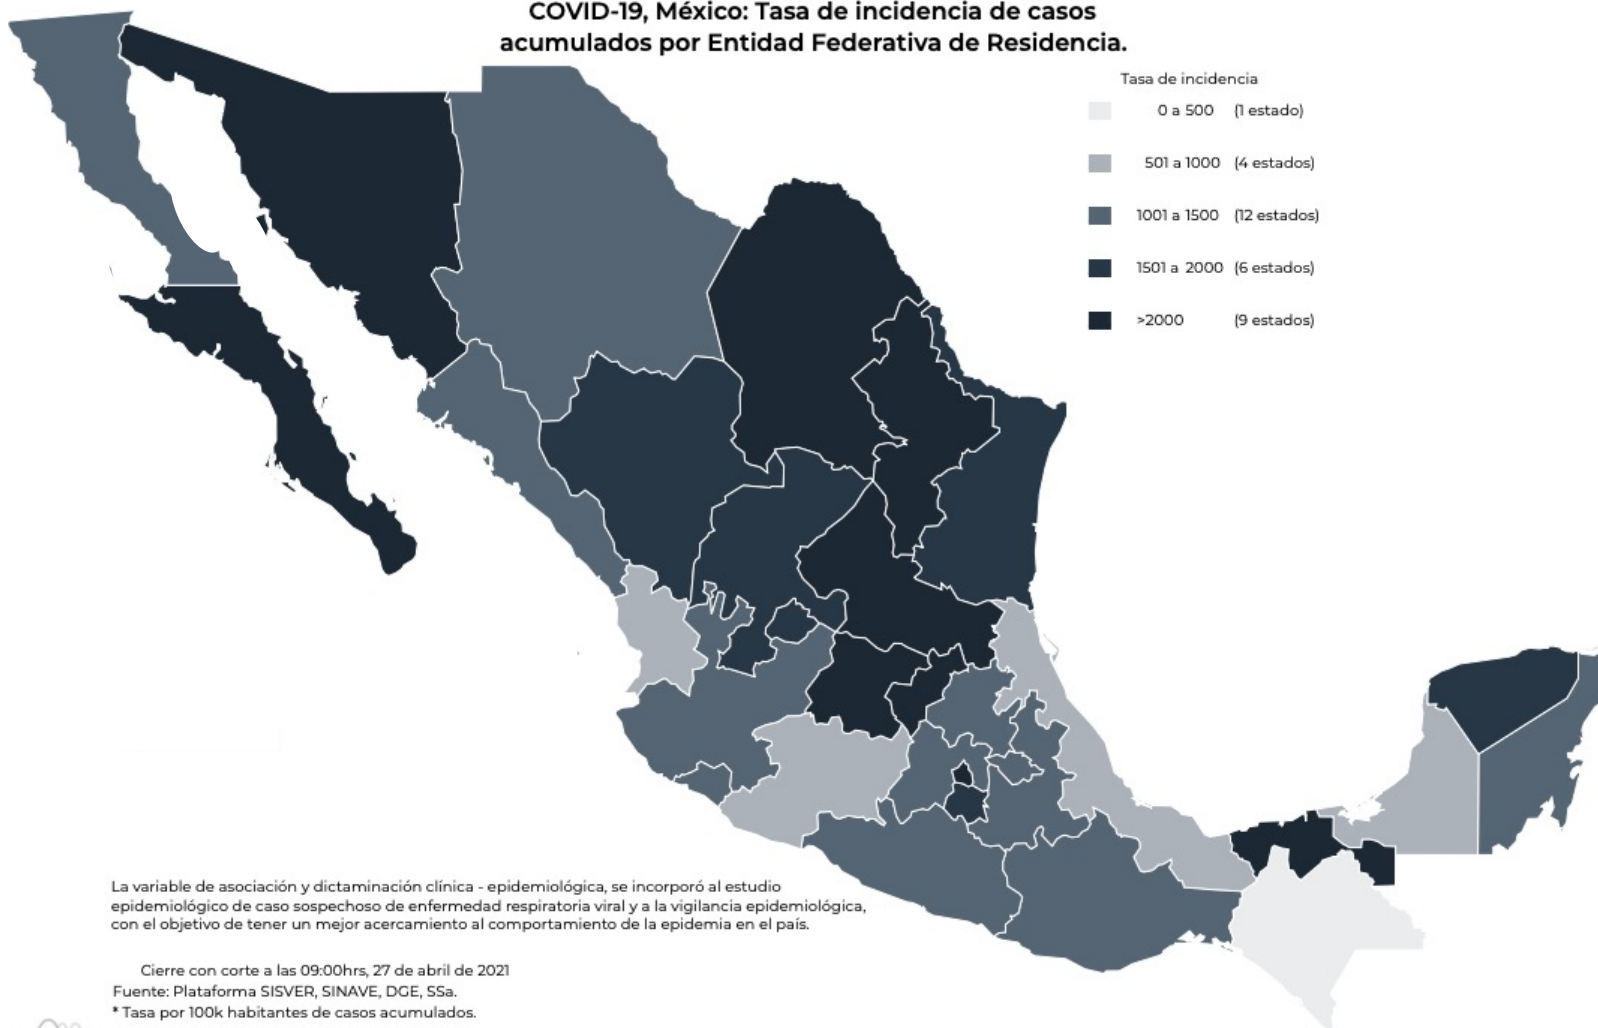 COVID-19, México: Tasa de incidencia de casos
acumulados por Entidad Federativa de Residencia.
Tasa de incidencia
0 a 500 (1 estado)
501 a 1000 (4 estados)
1001 a 1500 (12 estados)
1501 a 2000 (6 estados)
>2000 (9 estados)
La variable de asociación y dictaminación clínica - epidemiológica, se incorporó al estudio
epidemiológico de caso sospechoso de enfermedad respiratoria viral y a la vigilancia epidemiológica,
con el objetivo de tener un mejor acercamiento al comportamiento de la epidemia en el país.
Cierre con corte a las 09:00hrs, 27 de abril de 2021
Fuente: Plataforma SISVER, SINAVE, DGE, SSa.
* Tasa por 100k habitantes de casos acumulados.